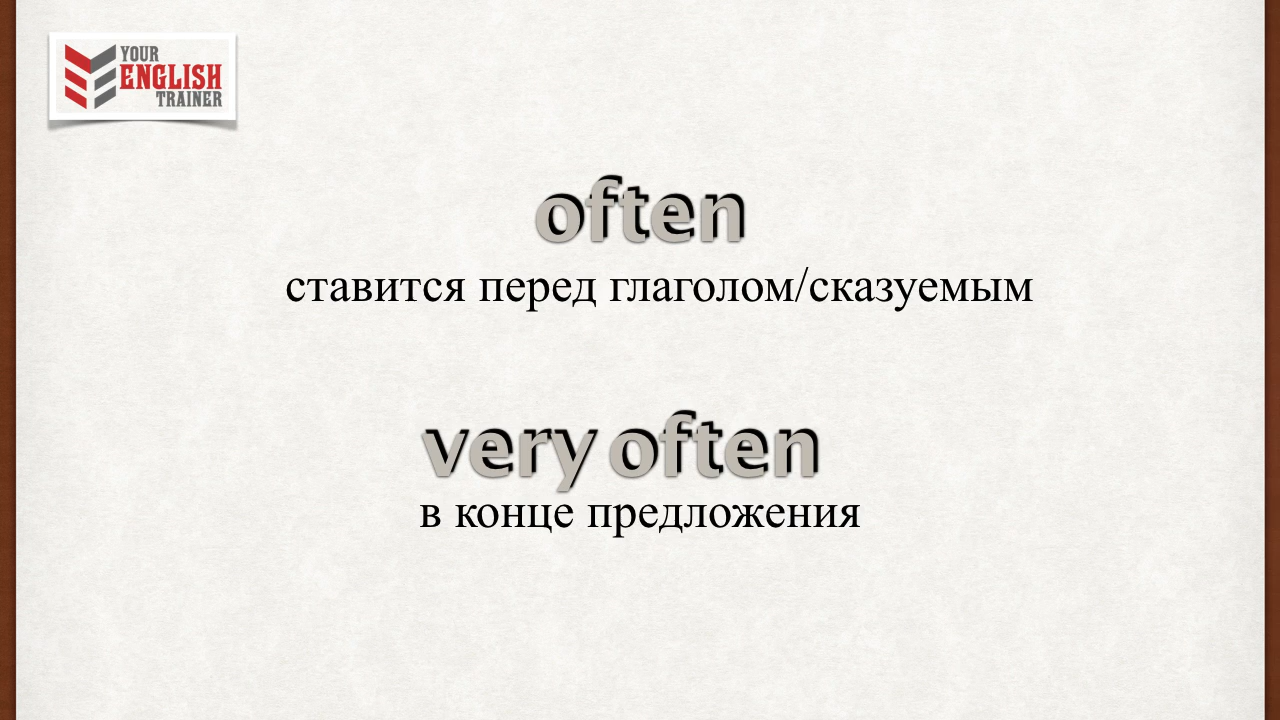 YOUR
ENGLISH
TRAINER
often
ставится перед глаголом/сказуемым
very often
в конце предложения